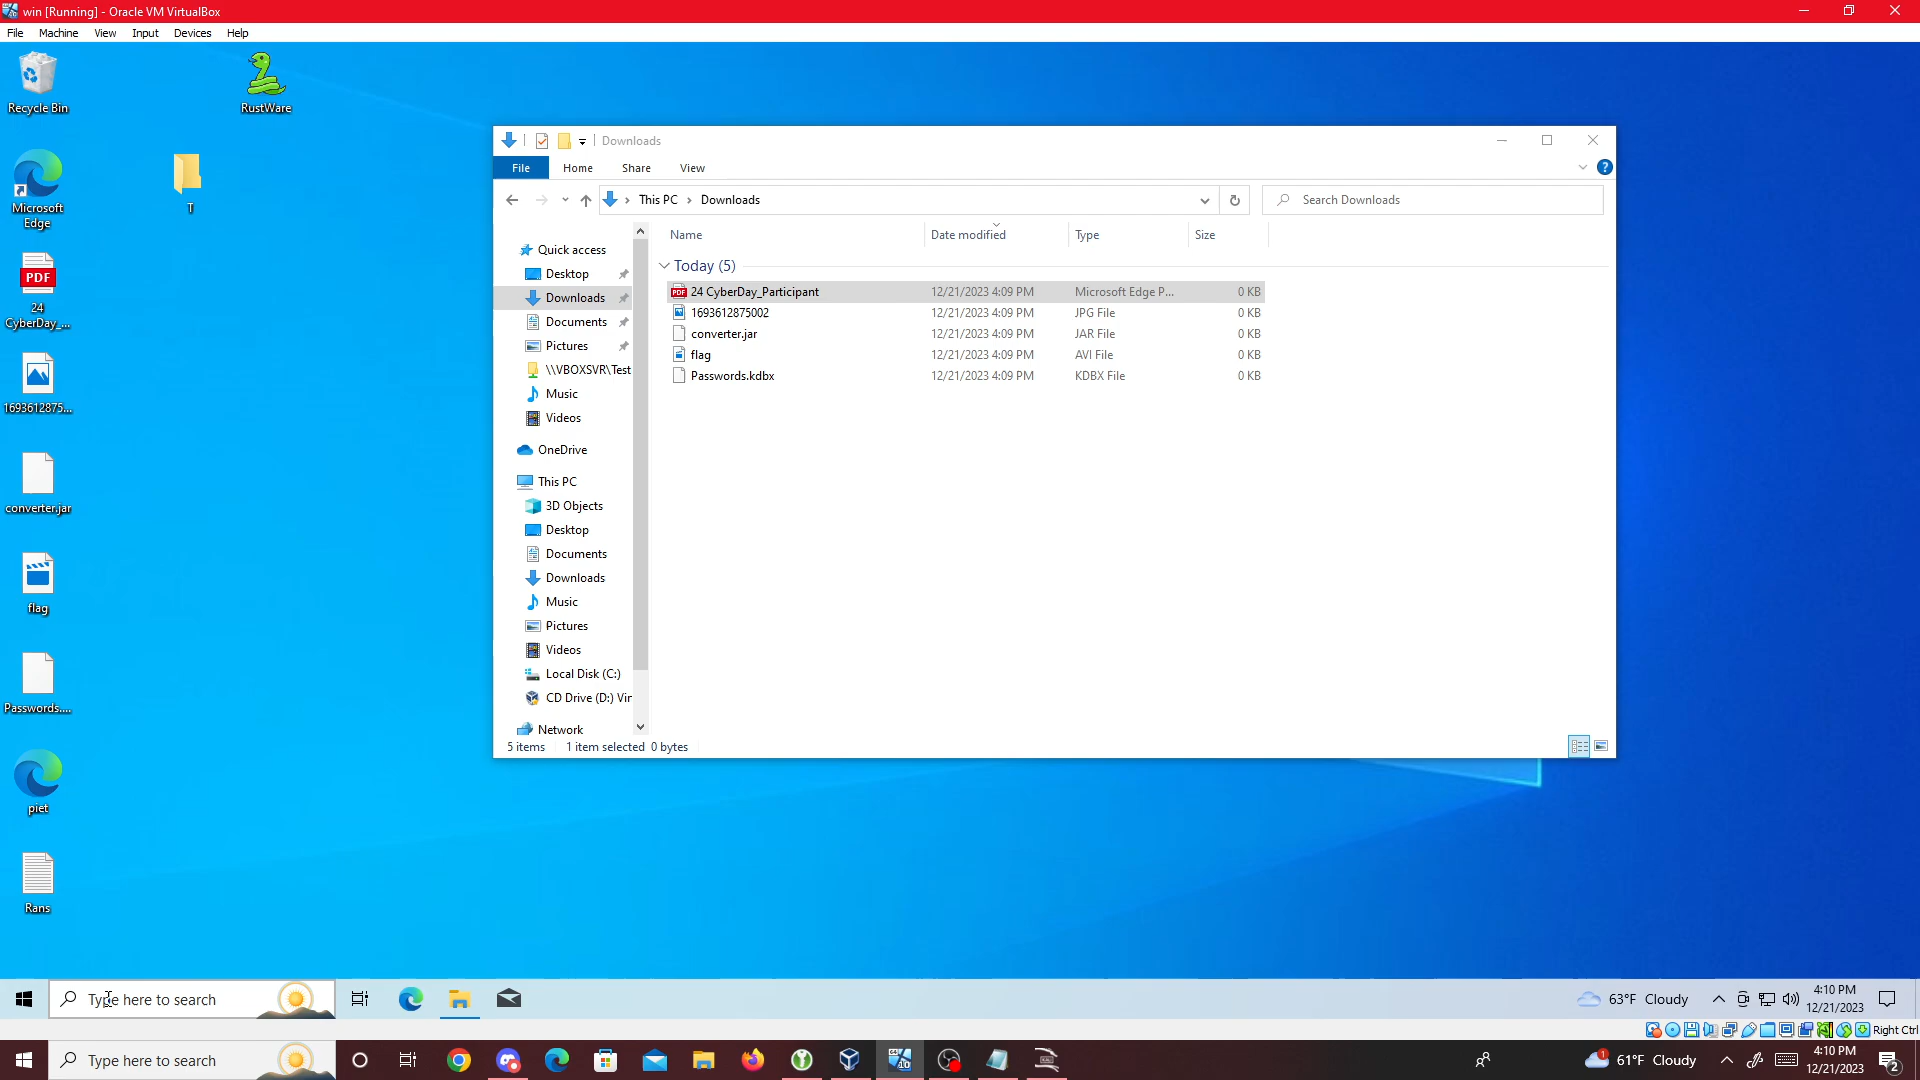 win [Running] - Oracle VM VirtualBox
File Machine View Input Devices Help
Recycle Bin
RustWare
Microsoft
Edge
T
PDF
24
CyberDay_...
1693612875...
converter.jar
flag
Passwords....
piet
Rans
Downloads
File Home Share View
This PC Downloads
Search Downloads
Quick access
Desktop
Downloads
Documents
Pictures
\\VBOXSVR\Test
Music
Videos
OneDrive
This PC
3D Objects
Desktop
Documents
Downloads
Music
Pictures
Videos
Local Disk (C:)
CD Drive (D:) Vir
Network
Name Date modified Type Size
Today (5)
PDF 24 CyberDay_Participant 12/21/2023 4:09 PM Microsoft Edge P... 0 KB
1693612875002 12/21/2023 4:09 PM JPG File 0 KB
converter.jar 12/21/2023 4:09 PM JAR File 0 KB
flag 12/21/2023 4:09 PM AVI File 0 KB
Passwords.kdbx 12/21/2023 4:09 PM KDBX File 0 KB
5 items 1 item selected 0 bytes
Type here to search
63°F Cloudy
4:10 PM
12/21/2023
Right Ctrl
Type here to search
10
1
61°F Cloudy
4:10 PM
12/21/2023
2